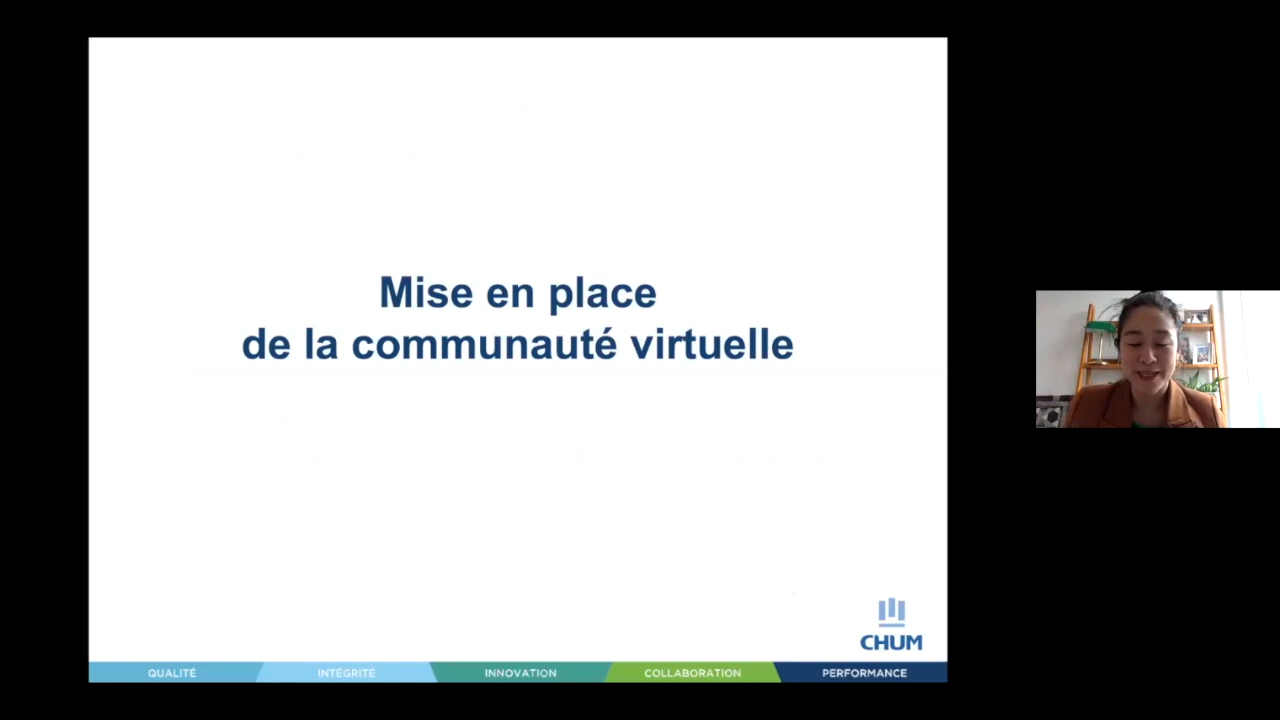 Mise en place
de la communauté virtuelle
CHUM
QUALITÉ INTÉGRITÉ INNOVATION COLLABORATION PERFORMANCE